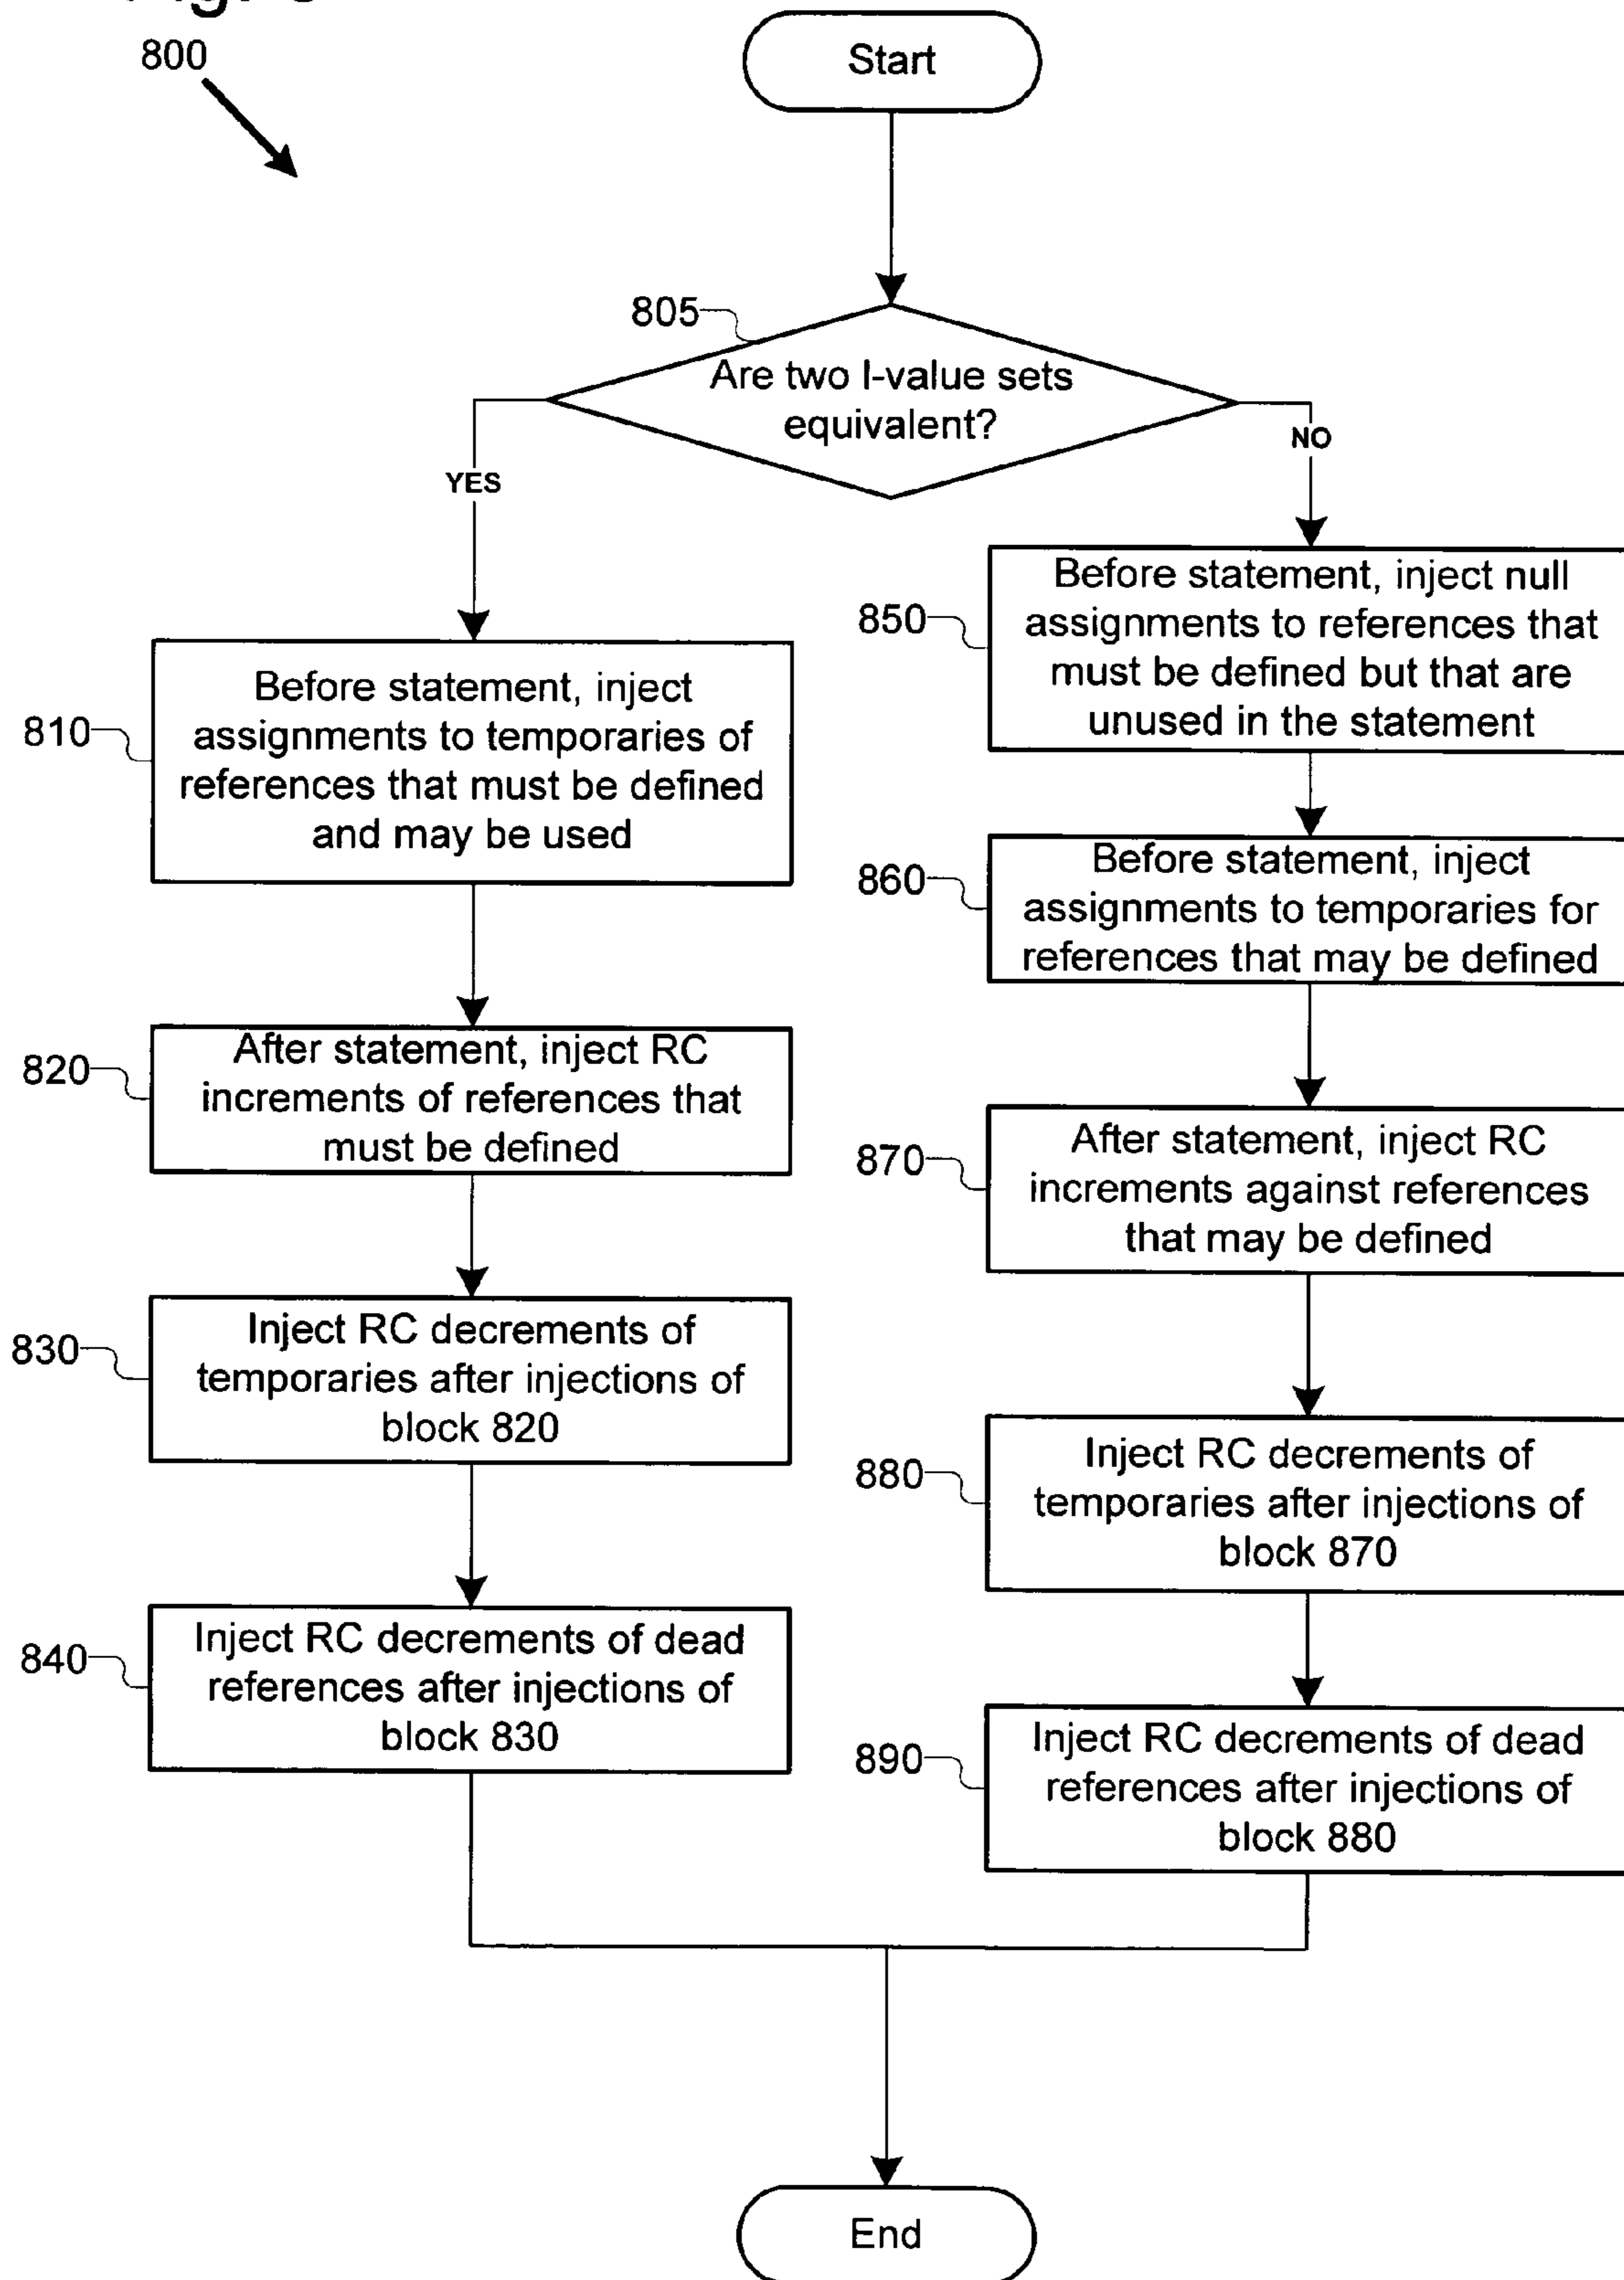 800
Start
805
Are two l-value sets
equivalent?
YES
NO
810
Before statement, inject
assignments to temporaries of
references that must be defined
and may be used
820
After statement, inject RC
increments of references that
must be defined
830
Inject RC decrements of
temporaries after injections of
block 820
840
Inject RC decrements of dead
references after injections of
block 830
850
Before statement, inject null
assignments to references that
must be defined but that are
unused in the statement
860
Before statement, inject
assignments to temporaries for
references that may be defined
870
After statement, inject RC
increments against references
that may be defined
880
Inject RC decrements of
temporaries after injections of
block 870
890
Inject RC decrements of dead
references after injections of
block 880
End